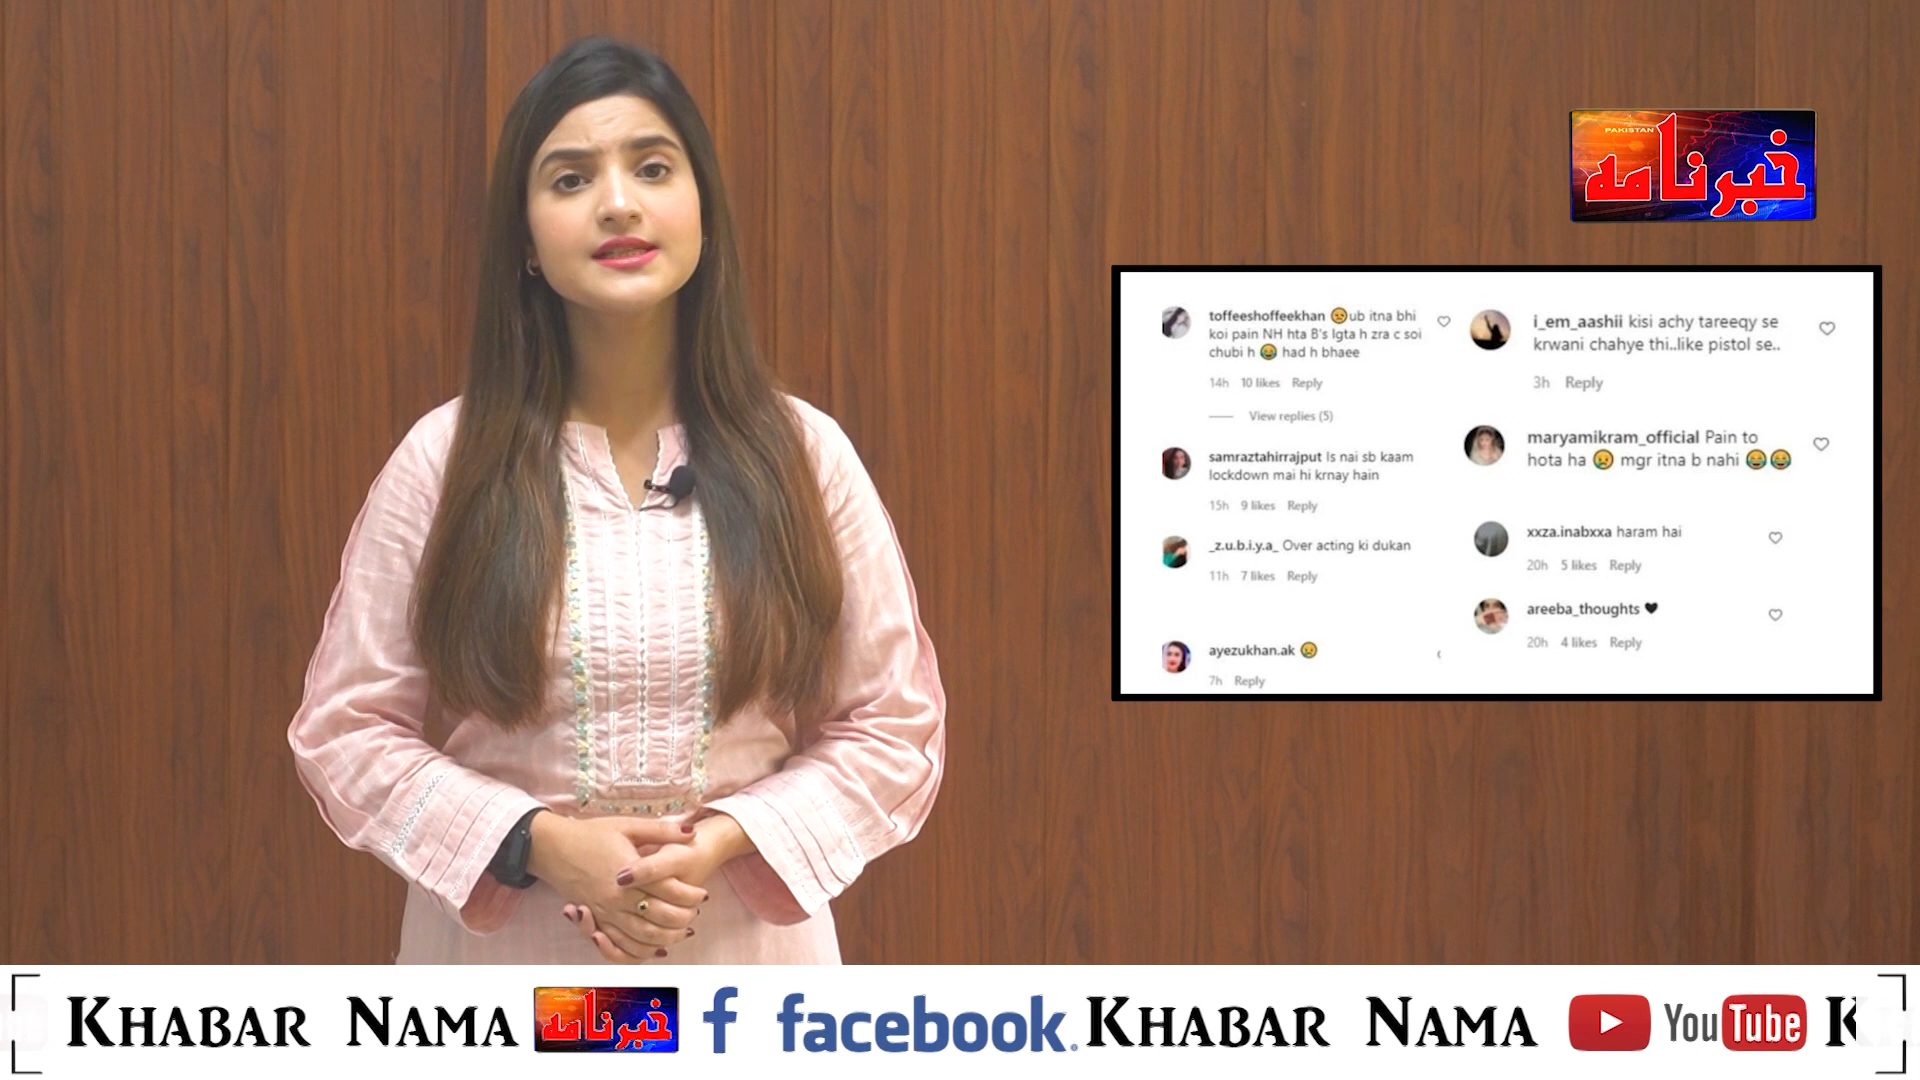 PAKISTAN
خبرنامہ
toffeeshoffeekhan 😣ub itna bhi
koi pain NH hta B's lgta h zra c soi
chubi h 😂 had h bhaee
14h 10 likes Reply
View replies (5)
samraztahirrajput Is nai sb kaam
lockdown mai hi krnay hain
15h 9 likes Reply
_z.u.b.i.y.a_ Over acting ki dukan
11h 7 likes Reply
ayezukhan.ak 😢
7h Reply
i_em_aashii kisi achy tareeqy se
krwani chahye thi..like pistol se..
3h Reply
maryamikram_official Pain to
hota ha 😢 mgr itna b nahi 😂😂
xxza.inabxxa haram hai
20h 5 likes Reply
areeba_thoughts 🖤
20h 4 likes Reply
KHABAR NAMA خبرنامہ f facebook. KHABAR NAMA YouTube K